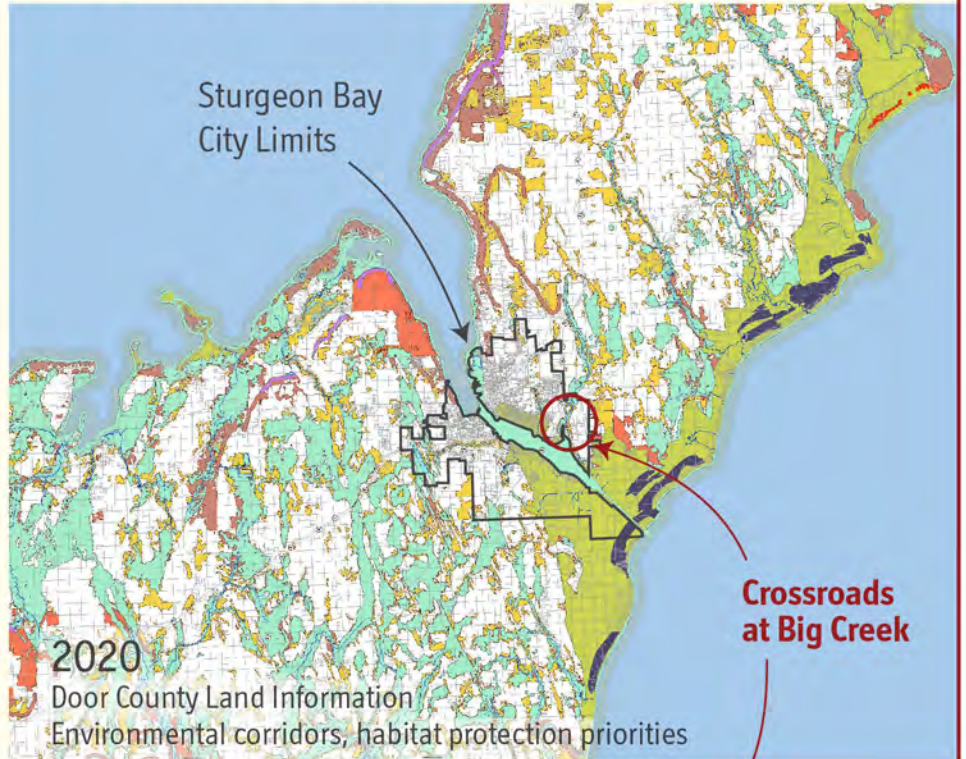 Sturgeon Bay
City Limits
Crossroads
at Big Creek
2020
Door County Land Information
Environmental corridors, habitat protection priorities